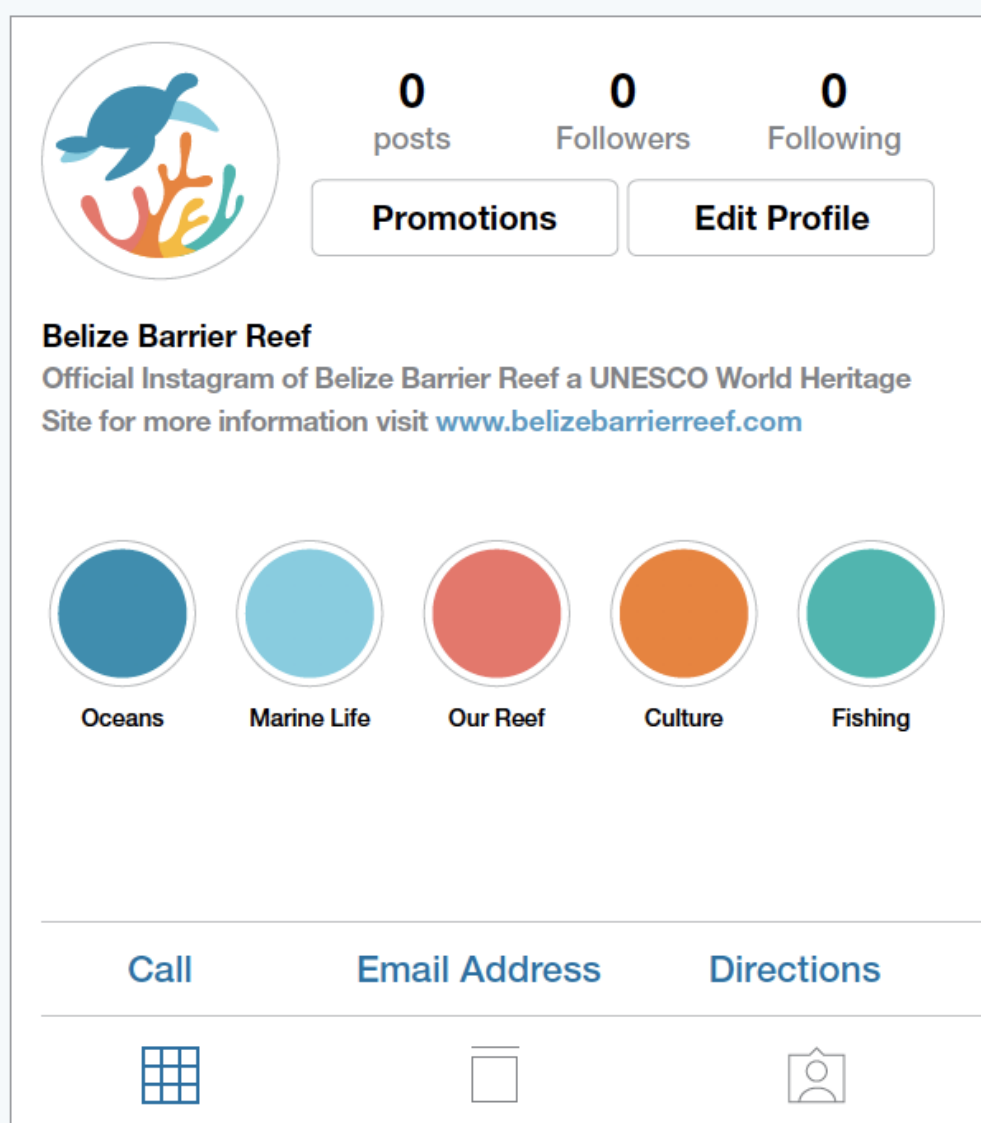 0 0 0
posts Followers Following
Promotions Edit Profile
Belize Barrier Reef
Official Instagram of Belize Barrier Reef a UNESCO World Heritage
Site for more information visit www.belizebarrierreef.com
Oceans Marine Life Our Reef Culture Fishing
Call Email Address Directions